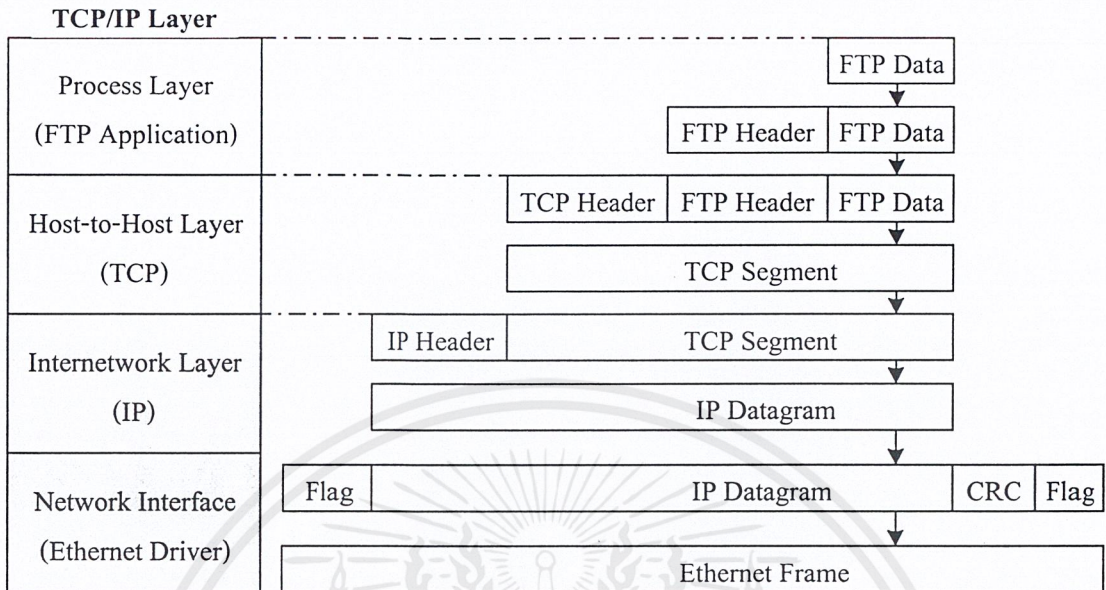 TCP/IP Layer
Process Layer
(FTP Application)
FTP Data
FTP Header FTP Data
Host-to-Host Layer
(TCP)
TCP Header FTP Header FTP Data
TCP Segment
Internetwork Layer
(IP)
IP Header TCP Segment
IP Datagram
Network Interface
(Ethernet Driver)
Flag IP Datagram CRC Flag
Ethernet Frame